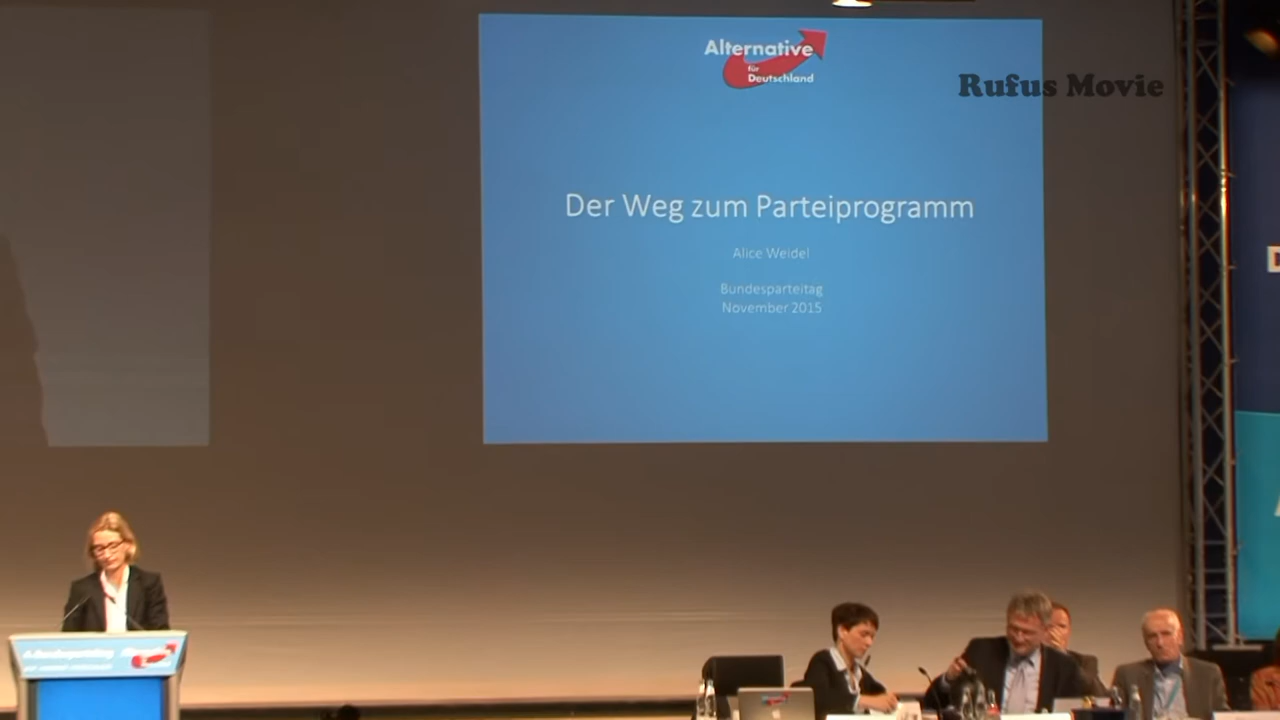 Alternative
für
Deutschland
Rufus Movie
Der Weg zum Parteiprogramm
Alice Weidel
Bundesparteitag
November 2015